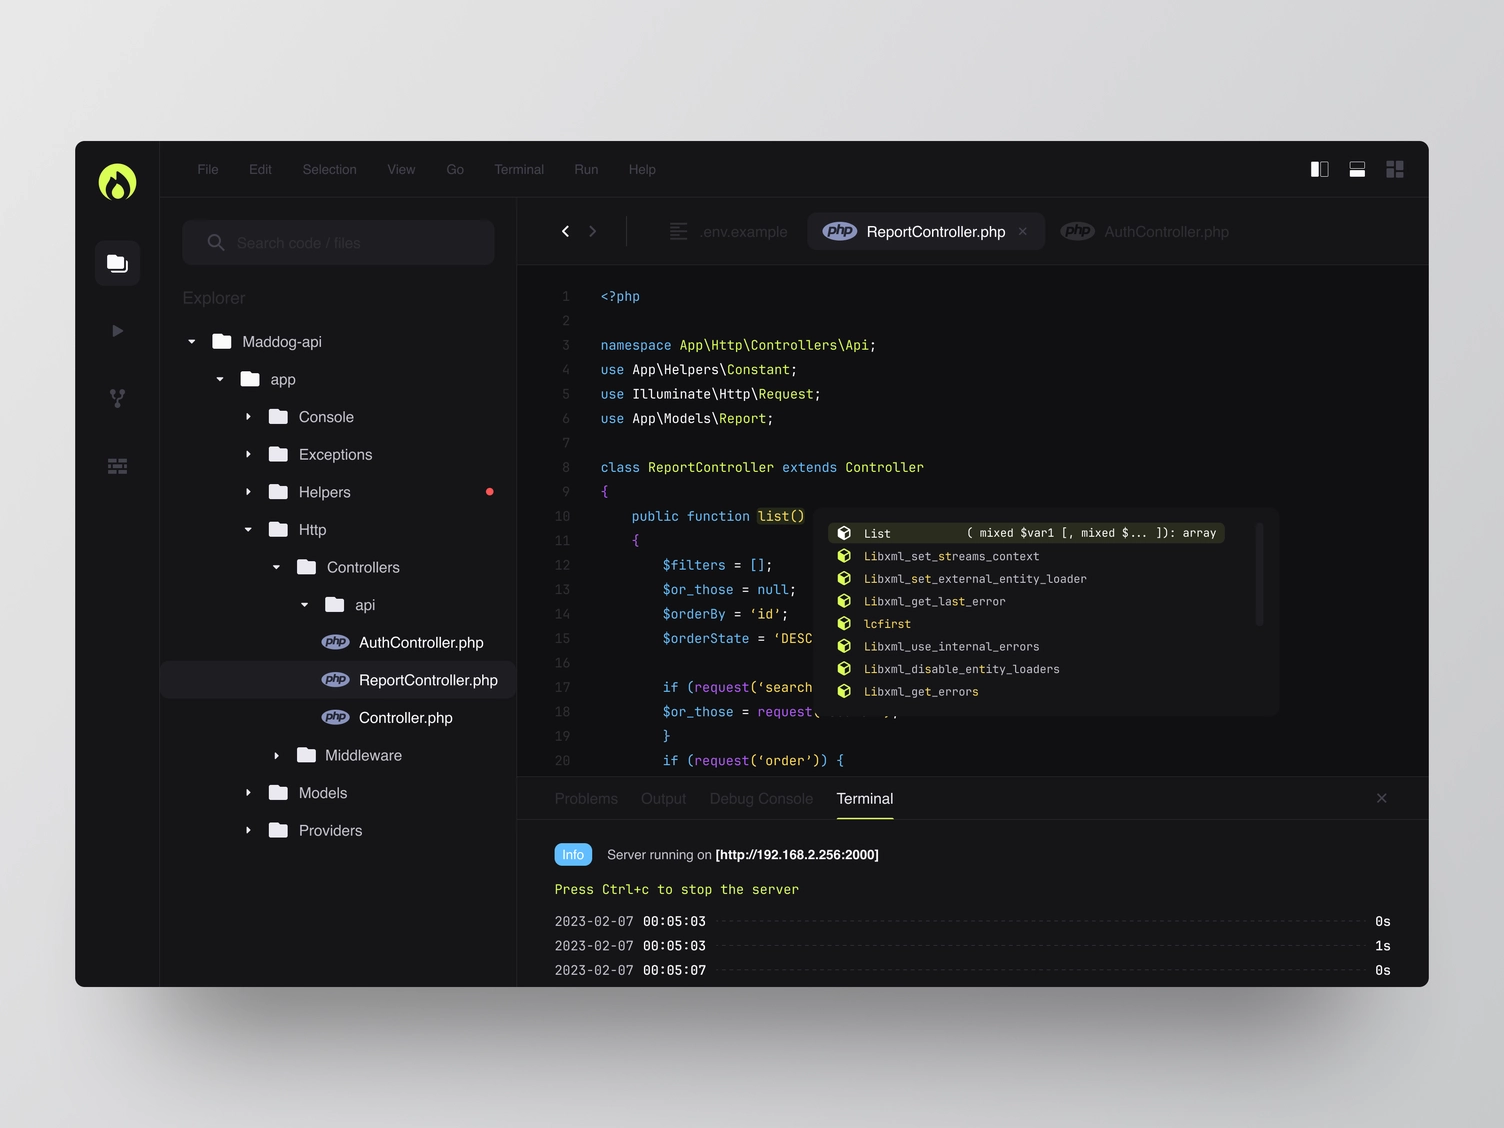 File Edit Selection View Go Terminal Run Help
Search code / files
Explorer
Maddog-api
app
Console
Exceptions
Helpers
Http
Controllers
api
php AuthController.php
php ReportController.php
php Controller.php
Middleware
Models
Providers
.env.example php ReportController.php × php AuthController.php
1 <?php
2
3 namespace App\Http\Controllers\Api;
4 use App\Helpers\Constant;
5 use Illuminate\Http\Request;
6 use App\Models\Report;
7
8 class ReportController extends Controller
9 {
10 public function list()
11 {
12 $filters = [];
13 $or_those = null;
14 $orderBy = ‘id’;
15 $orderState = ‘DESC
16
17 if (request(‘search
18 $or_those = request(
19 }
20 if (request(‘order’)) {
List ( mixed $var1 [, mixed $... ]): array
Libxml_set_streams_context
Libxml_set_external_entity_loader
Libxml_get_last_error
lcfirst
Libxml_use_internal_errors
Libxml_disable_entity_loaders
Libxml_get_errors
Problems Output Debug Console Terminal
Info Server running on [http://192.168.2.256:2000]
Press Ctrl+c to stop the server
2023-02-07 00:05:03 0s
2023-02-07 00:05:03 1s
2023-02-07 00:05:07 0s